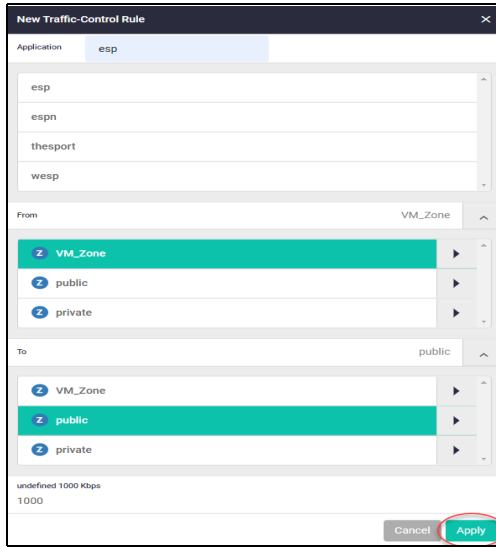 New Traffic-Control Rule ×
Application esp
esp
espn
thesport
wesp
From VM_Zone
Z VM_Zone
Z public
Z private
To public
Z VM_Zone
Z public
Z private
undefined 1000 Kbps
1000
Cancel Apply